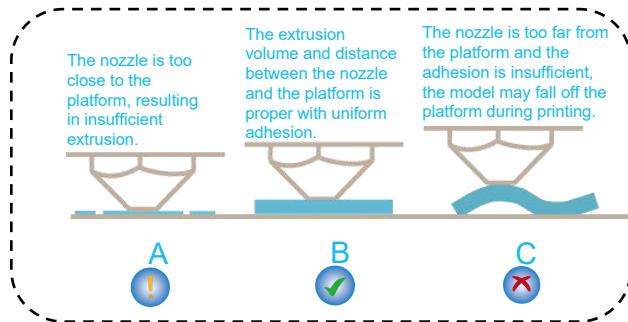 The nozzle is too
close to the
platform, resulting
in insufficient
extrusion.
The extrusion
volume and distance
between the nozzle
and the platform is
proper with uniform
adhesion.
The nozzle is too far from
the platform and the
adhesion is insufficient,
the model may fall off the
platform during printing.
A
B
C